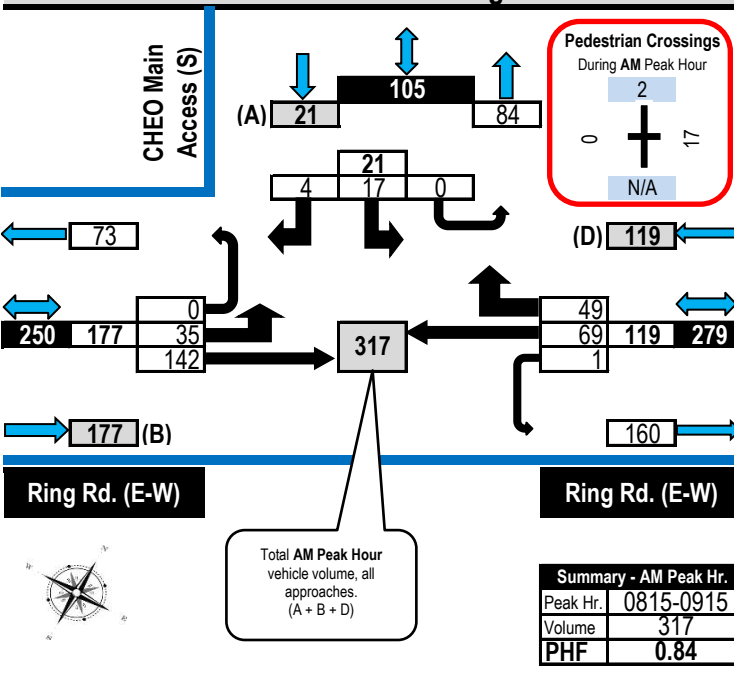 CHEO Main
Access (S)
(A) 21 105 84
21
4 17 0
Pedestrian Crossings
During AM Peak Hour
2
0 17
N/A
73
(D) 119
0
250 177 35
142
317
49
69 119 279
1
177 (B)
160
Ring Rd. (E-W)
Ring Rd. (E-W)
Total AM Peak Hour
vehicle volume, all
approaches.
(A + B + D)
Summary - AM Peak Hr.
Peak Hr. 0815-0915
Volume 317
PHF 0.84